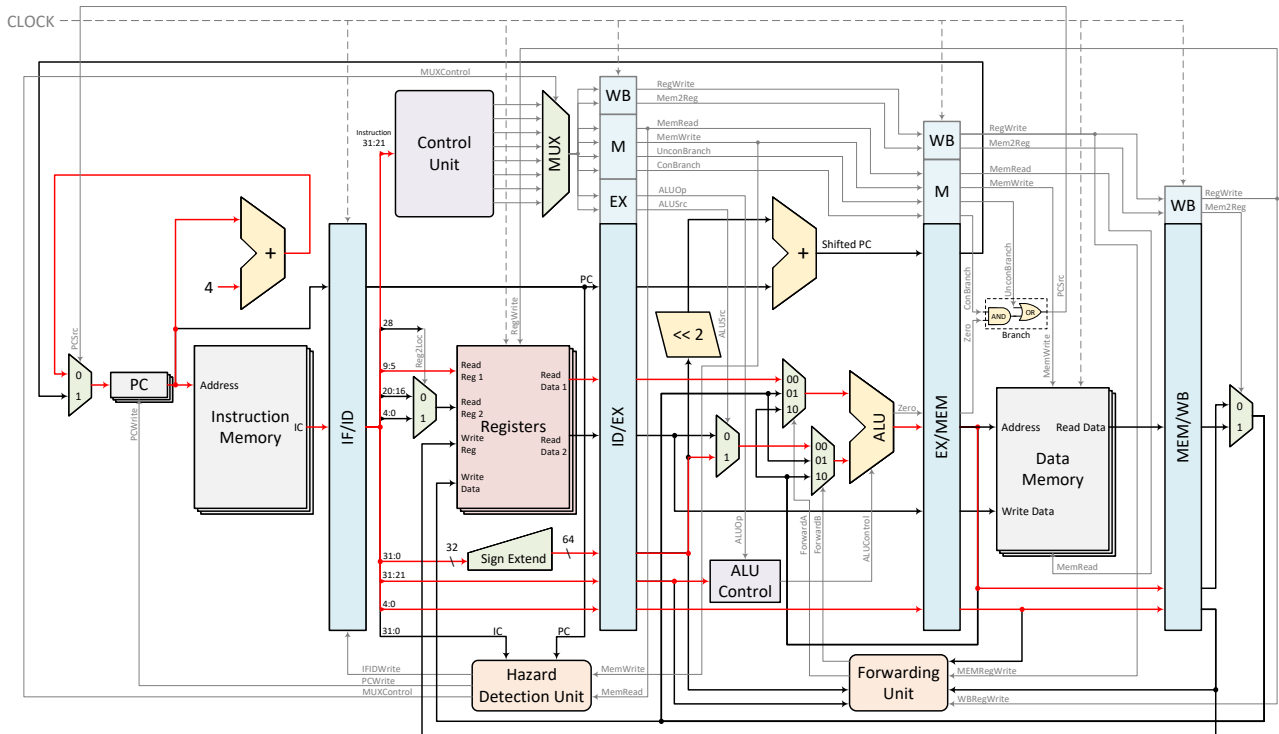 CLOCK
MUXControl
Instruction
31:21
Control
Unit
MUX
WB
M
EX
RegWrite
Mem2Reg
MemRead
MemWrite
UnconBranch
ConBranch
ALUOp
ALUSrc
WB
M
RegWrite
Mem2Reg
MemRead
MemWrite
WB
RegWrite
Mem2Reg
+
4
+
Shifted PC
PC
PCSrc
0
1
PC
PCWrite
Address
Instruction
Memory
IC
IF/ID
28
9:5
20:16
4:0
Reg2Loc
0
1
RegWrite
Read
Reg 1
Read
Reg 2
Write
Reg
Write
Data
Registers
Read
Data 1
Read
Data 2
ID/EX
<< 2
ALUSrc
0
1
00
01
10
00
01
10
ALU
Zero
EX/MEM
ConBranch
Zero
UnconBranch
AND
OR
Branch
PCSrc
MemWrite
Address
Read Data
Data
Memory
Write Data
MemRead
MEM/WB
0
1
31:0
32
Sign Extend
64
31:21
4:0
31:0
IC
PC
ALUOp
ALU
Control
ALUControl
ForwardA
ForwardB
IFIDWrite
PCWrite
MUXControl
Hazard
Detection Unit
MemWrite
MemRead
Forwarding
Unit
MEMRegWrite
WBRegWrite